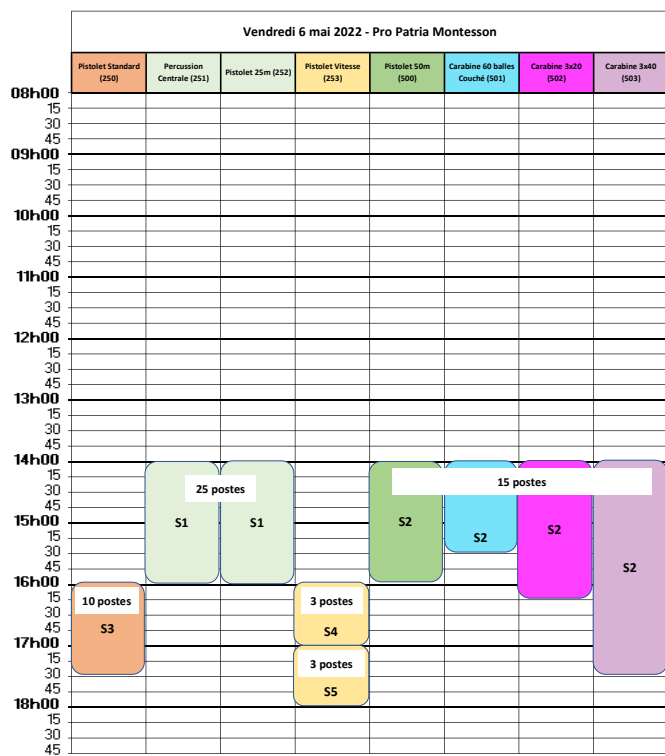 Vendredi 6 mai 2022 - Pro Patria Montesson
Pistolet Standard
(250)
Percussion
Centrale (251)
Pistolet 25m (252)
Pistolet Vitesse
(253)
Pistolet 50m
(500)
Carabine 60 balles
Couché (501)
Carabine 3x20
(502)
Carabine 3x40
(503)
08h00
15
30
45
09h00
15
30
45
10h00
15
30
45
11h00
15
30
45
12h00
15
30
45
13h00
15
30
45
14h00
15
30
25 postes
15 postes
45
15h00
S1
S1
S2
S2
S2
15
30
45
S2
16h00
15
10 postes
3 postes
30
45
S3
S4
17h00
15
3 postes
30
45
S5
18h00
15
30
45